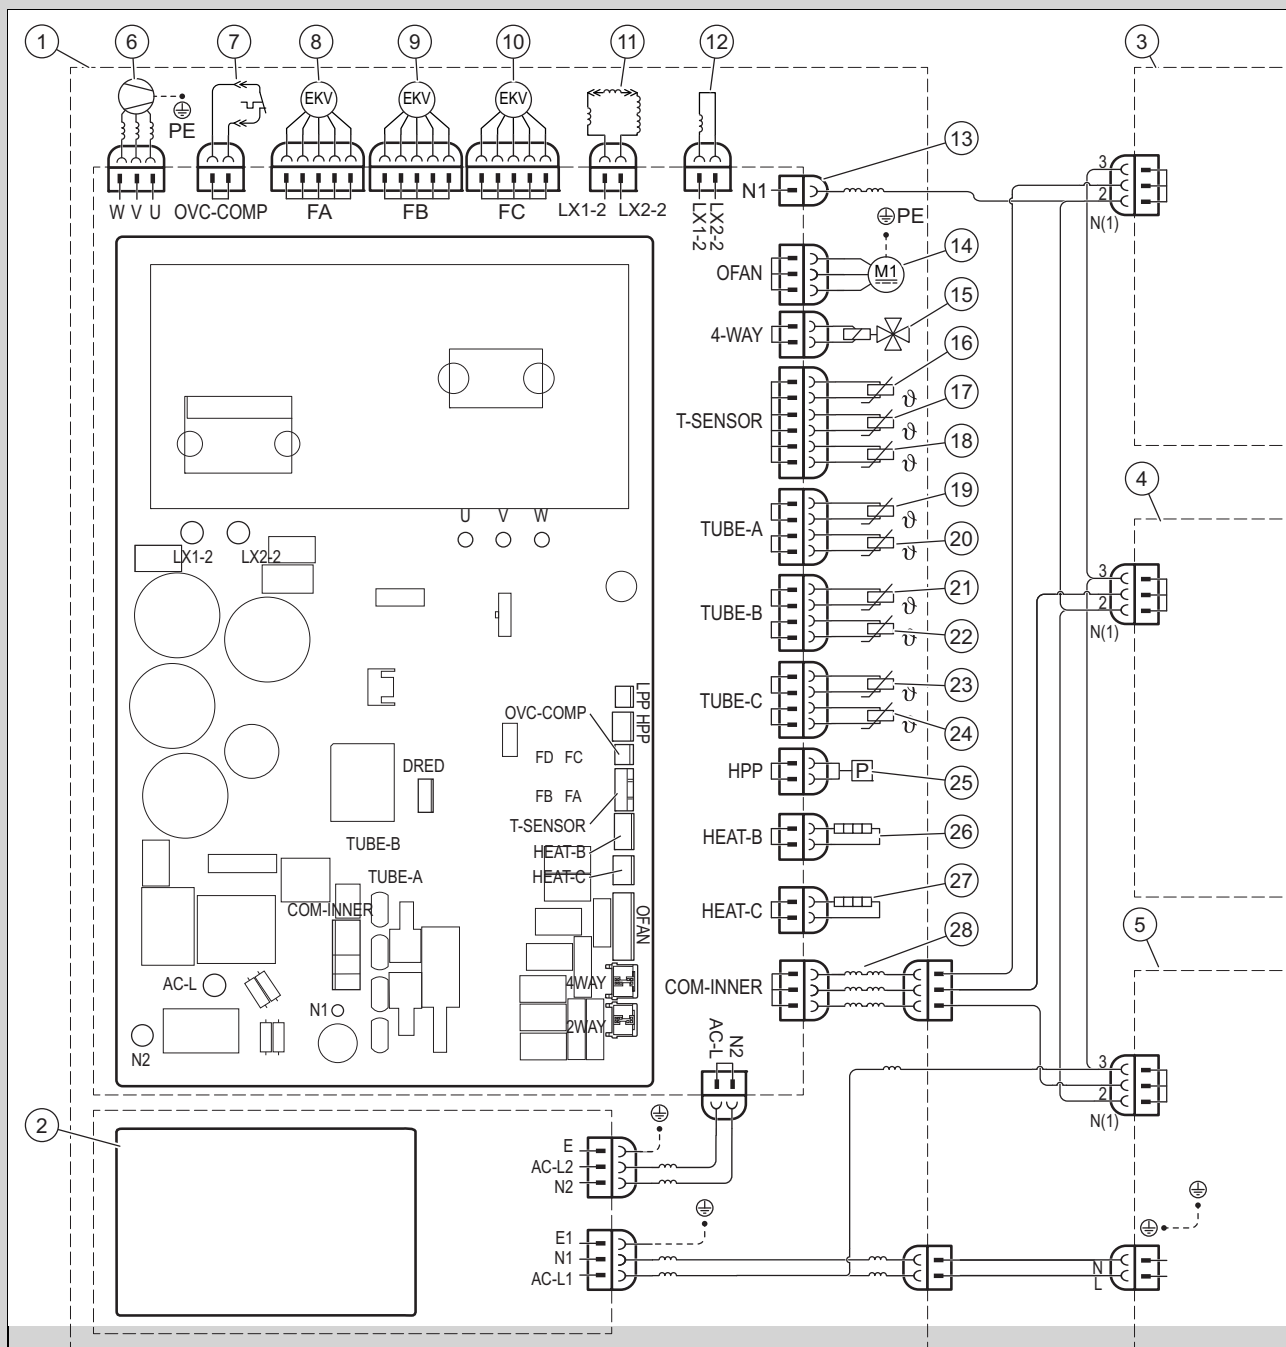 1 6 7 8 9 10 11 12 3
EKV EKV EKV
PE
W V U OVC-COMP FA FB FC LX1-2 LX2-2
LX1-2
LX2-2
N1 13
3
2
N(1)
PE
OFAN M1 14
4-WAY 15
T-SENSOR
ϑ 16
ϑ 17
ϑ 18
TUBE-A
ϑ 19
ϑ 20
TUBE-B
ϑ 21
ϑ 22
TUBE-C
ϑ 23
ϑ 24
HPP P 25
HEAT-B 26
HEAT-C 27
28
COM-INNER
4
3
2
N(1)
5
3
2
N(1)
U V W
LX1-2 LX2-2
LPP HPP
OVC-COMP
FD FC
DRED
FB FA
T-SENSOR
TUBE-B
HEAT-B
TUBE-A
HEAT-C
COM-INNER
OFAN
AC-L
4WAY
N1
2WAY
N2
AC-L
N2
2
E
AC-L2
N2
E1
N1
AC-L1
N
L